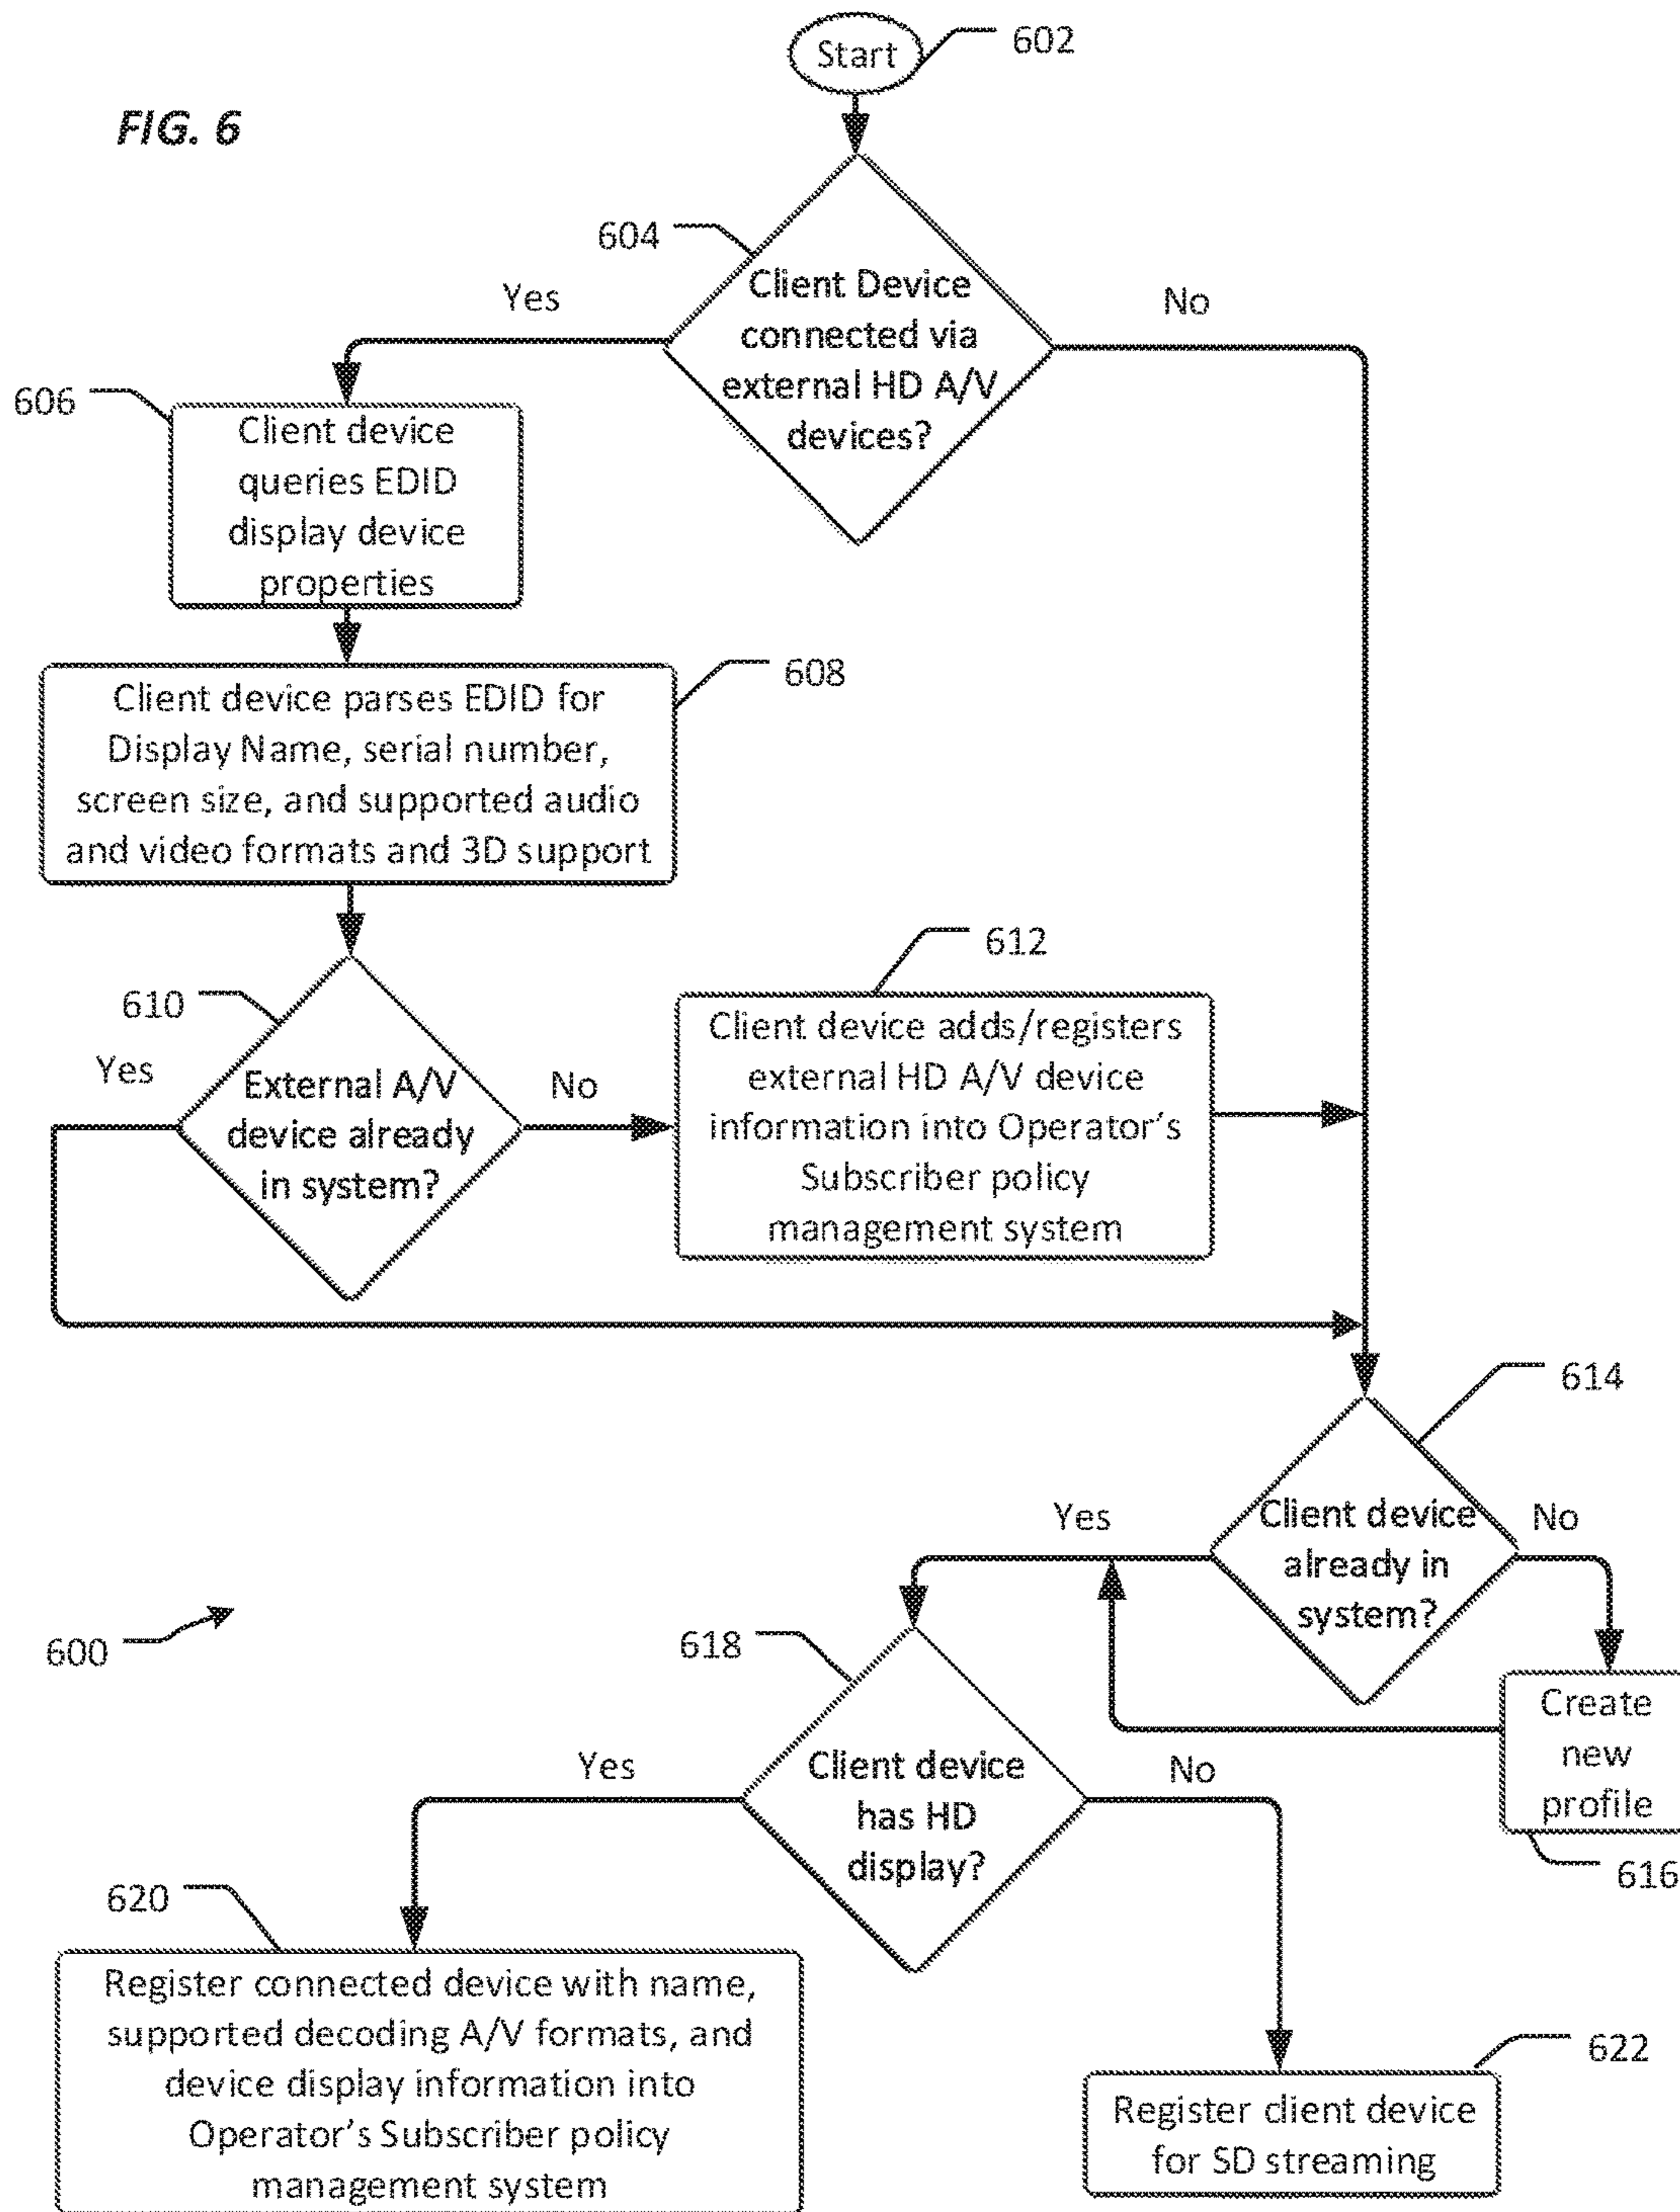 Start
602
FIG. 6
604
Client Device
connected via
external HD A/V
devices?
Yes
No
606
Client device
queries EDID
display device
properties
608
Client device parses EDID for
Display Name, serial number,
screen size, and supported audio
and video formats and 3D support
610
External A/V
device already
in system?
Yes
No
612
Client device adds/registers
external HD A/V device
information into Operator's
Subscriber policy
management system
614
Client device
already in
system?
Yes
No
616
Create
new
profile
600
618
Client device
has HD
display?
Yes
No
620
Register connected device with name,
supported decoding A/V formats, and
device display information into
Operator's Subscriber policy
management system
622
Register client device
for SD streaming